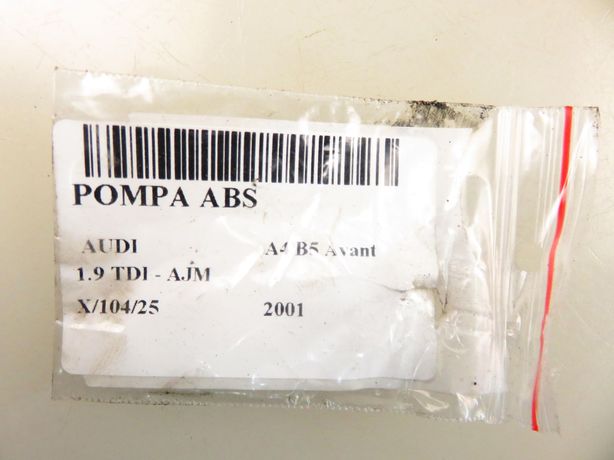 POMPA ABS
AUDI A4 B5 Avant
1.9 TDI - AJM
X/104/25 2001